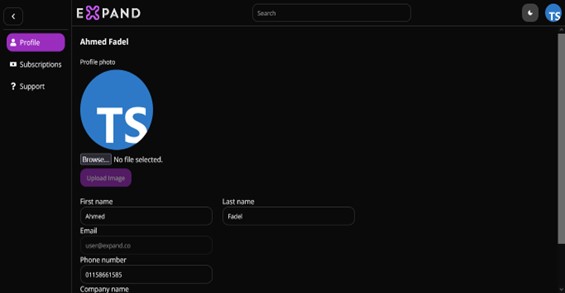 EXPAND
Search
TS
Profile
Subscriptions
Support
Ahmed Fadel
Profile photo
TS
Browse... No file selected.
Upload Image
First name
Last name
Ahmed
Fadel
Email
user@expand.co
Phone number
01158661585
Company name